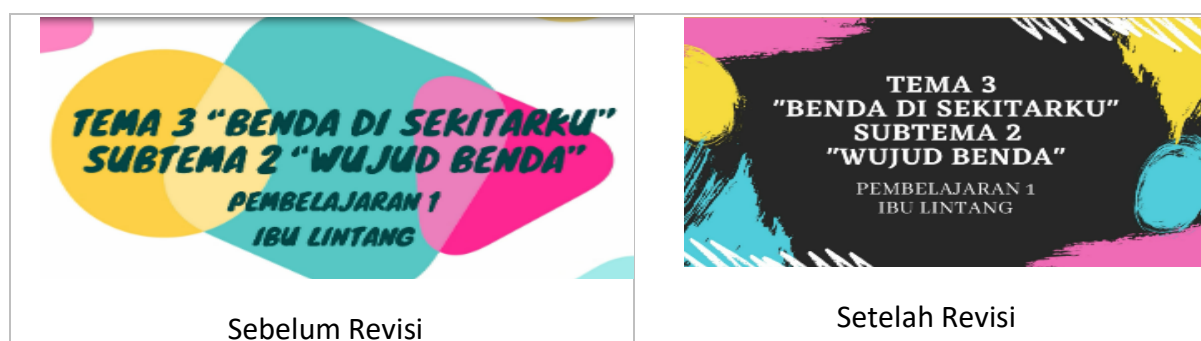 TEMA 3 “BENDA DI SEKITARKU”
SUBTEMA 2 “WUJUD BENDA”
PEMBELAJARAN 1
IBU LINTANG
Sebelum Revisi
TEMA 3
"BENDA DI SEKITARKU"
SUBTEMA 2
"WUJUD BENDA"
PEMBELAJARAN 1
IBU LINTANG
Setelah Revisi